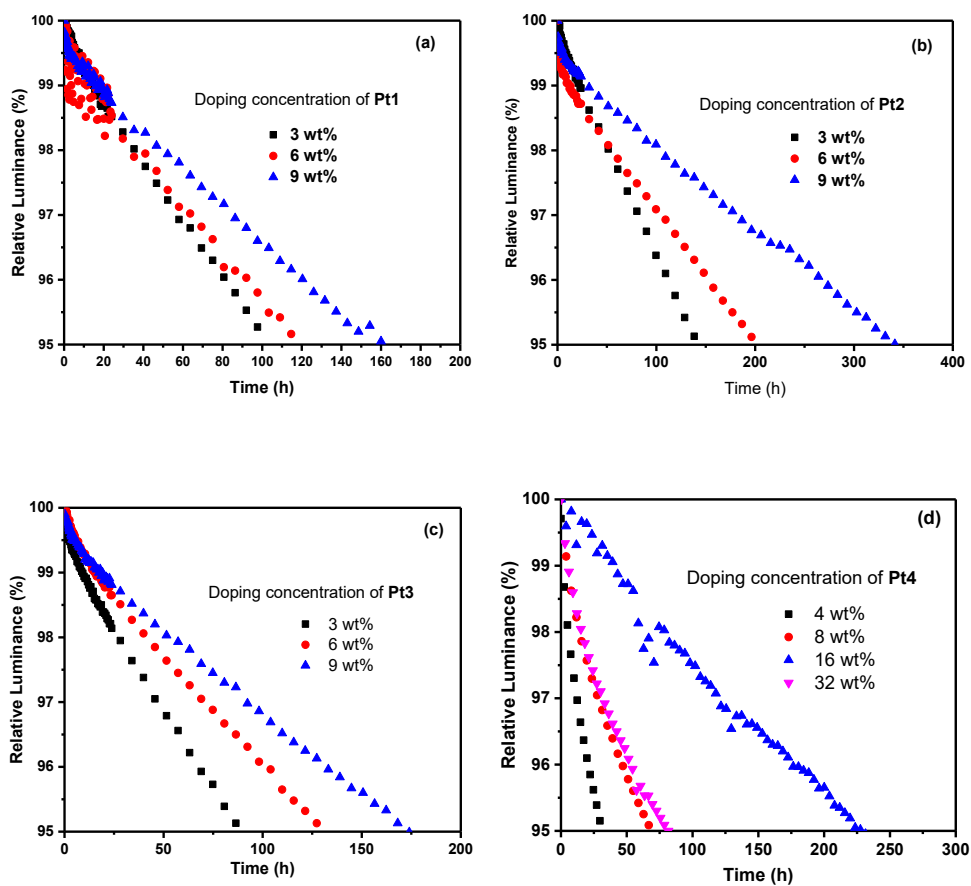 (a)
Doping concentration of Pt1
3 wt%
6 wt%
9 wt%
Relative Luminance (%)
100
99
98
97
96
95
0 20 40 60 80 100 120 140 160 180 200
Time (h)
(b)
Doping concentration of Pt2
3 wt%
6 wt%
9 wt%
Relative Luminance (%)
100
99
98
97
96
95
0 100 200 300 400
Time (h)
(c)
Doping concentration of Pt3
3 wt%
6 wt%
9 wt%
Relative Luminance (%)
100
99
98
97
96
95
0 25 50 75 100 150 200
Time (h)
(d)
Doping concentration of Pt4
4 wt%
8 wt%
16 wt%
32 wt%
Relative Luminance (%)
100
99
98
97
96
95
0 50 100 150 200 250 300
Time (h)